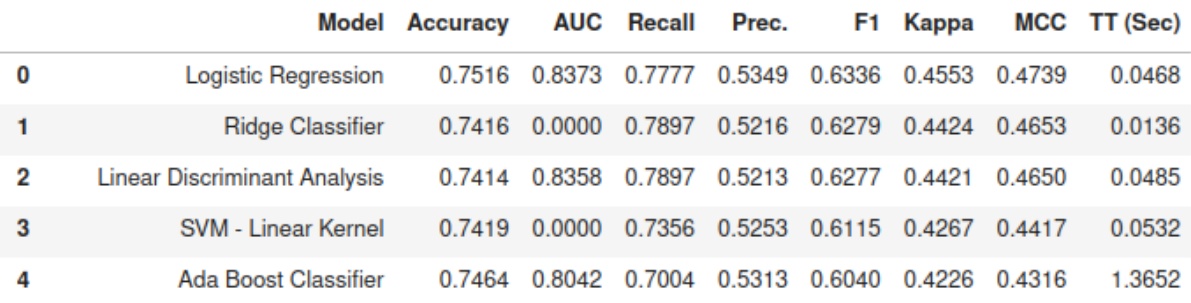 Model Accuracy AUC Recall Prec. F1 Kappa MCC TT (Sec)
0 Logistic Regression 0.7516 0.8373 0.7777 0.5349 0.6336 0.4553 0.4739 0.0468
1 Ridge Classifier 0.7416 0.0000 0.7897 0.5216 0.6279 0.4424 0.4653 0.0136
2 Linear Discriminant Analysis 0.7414 0.8358 0.7897 0.5213 0.6277 0.4421 0.4650 0.0485
3 SVM - Linear Kernel 0.7419 0.0000 0.7356 0.5253 0.6115 0.4267 0.4417 0.0532
4 Ada Boost Classifier 0.7464 0.8042 0.7004 0.5313 0.6040 0.4226 0.4316 1.3652